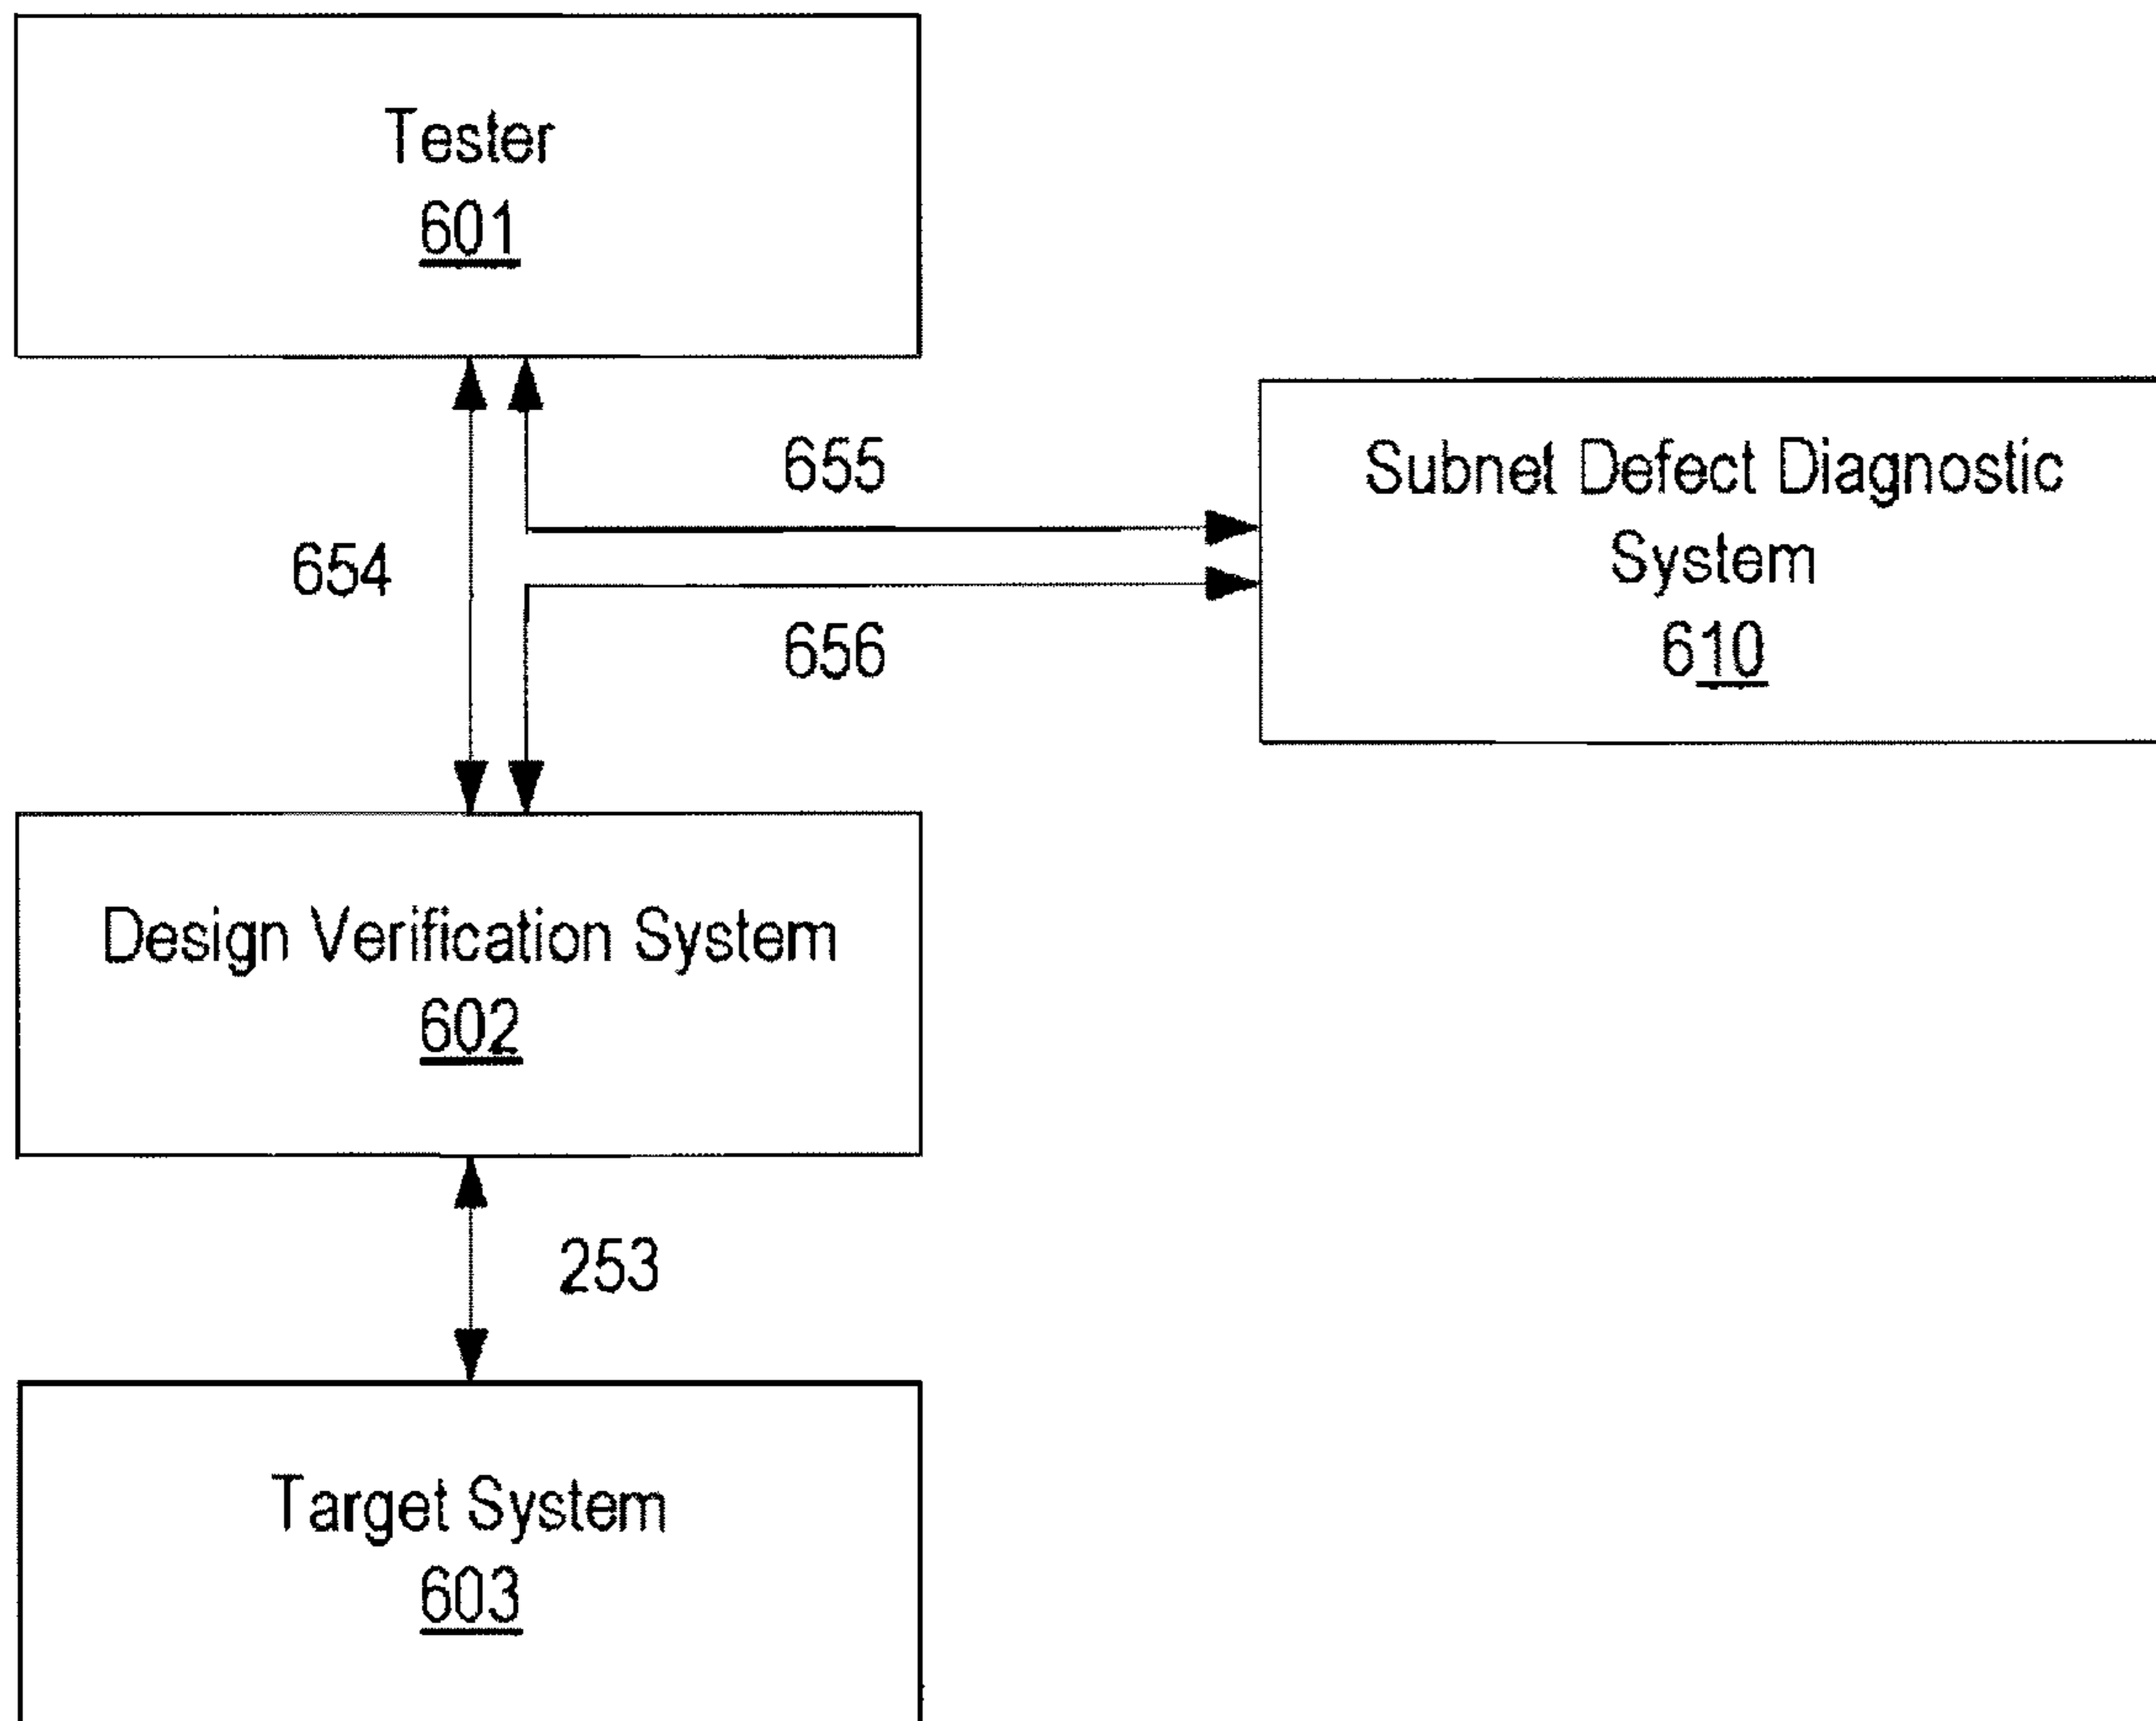 Tester
601
655
Subnet Defect Diagnostic
System
610
654
656
Design Verification System
602
253
Target System
603